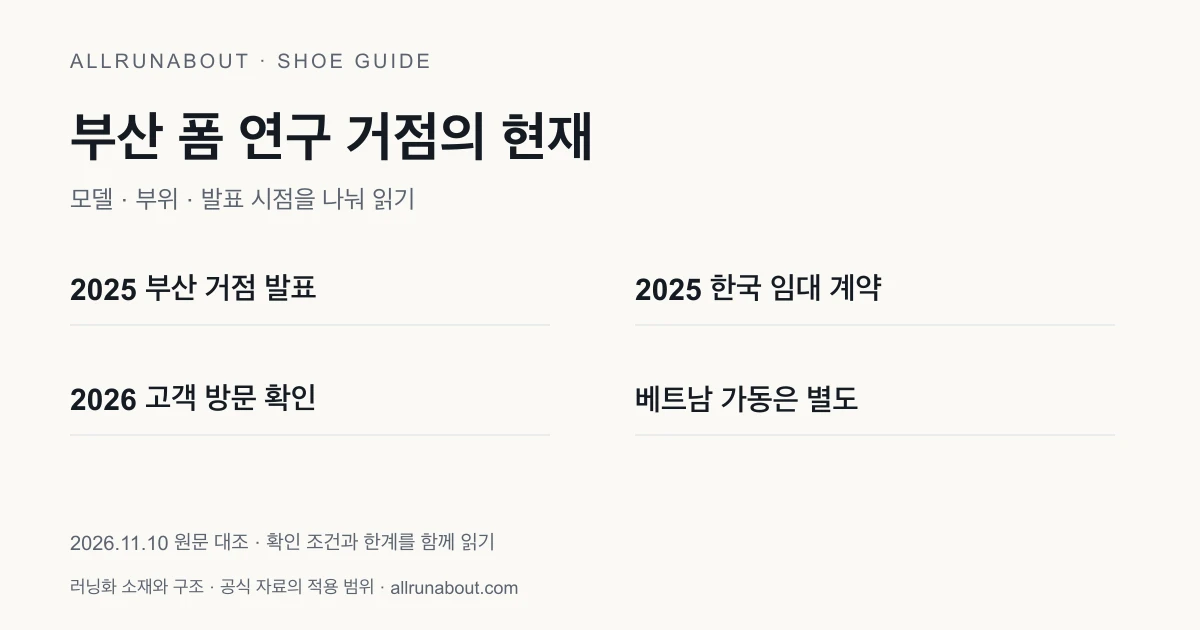 ALLRUNABOUT · SHOE GUIDE
부산 폼 연구 거점의 현재
모델 · 부위 · 발표 시점을 나눠 읽기
2025 부산 거점 발표
2025 한국 임대 계약
2026 고객 방문 확인
베트남 가동은 별도
2026.11.10 원문 대조 · 확인 조건과 한계를 함께 읽기
러닝화 소재와 구조 · 공식 자료의 적용 범위 · allrunabout.com